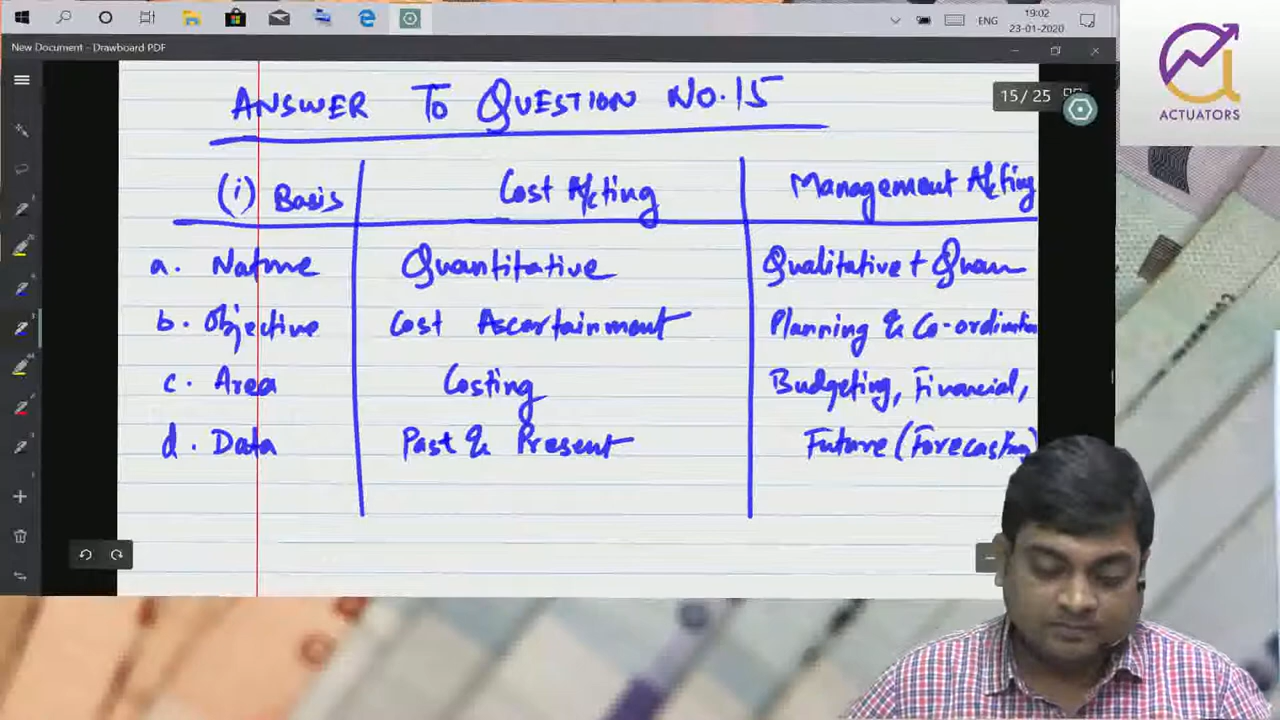 ENG
19:02
23-01-2020
New Document - Drawboard PDF
ACTUATORS
15 / 25
ANSWER TO QUESTION NO.15
(i) Basis Cost A/cting Management A/cting
a. Nature Quantitative Qualitative + Quan
b. Objective Cost Ascertainment Planning & Co-ordination
c. Area Costing Budgeting, Financial,
d. Data Past & Present Future (Forecasting)